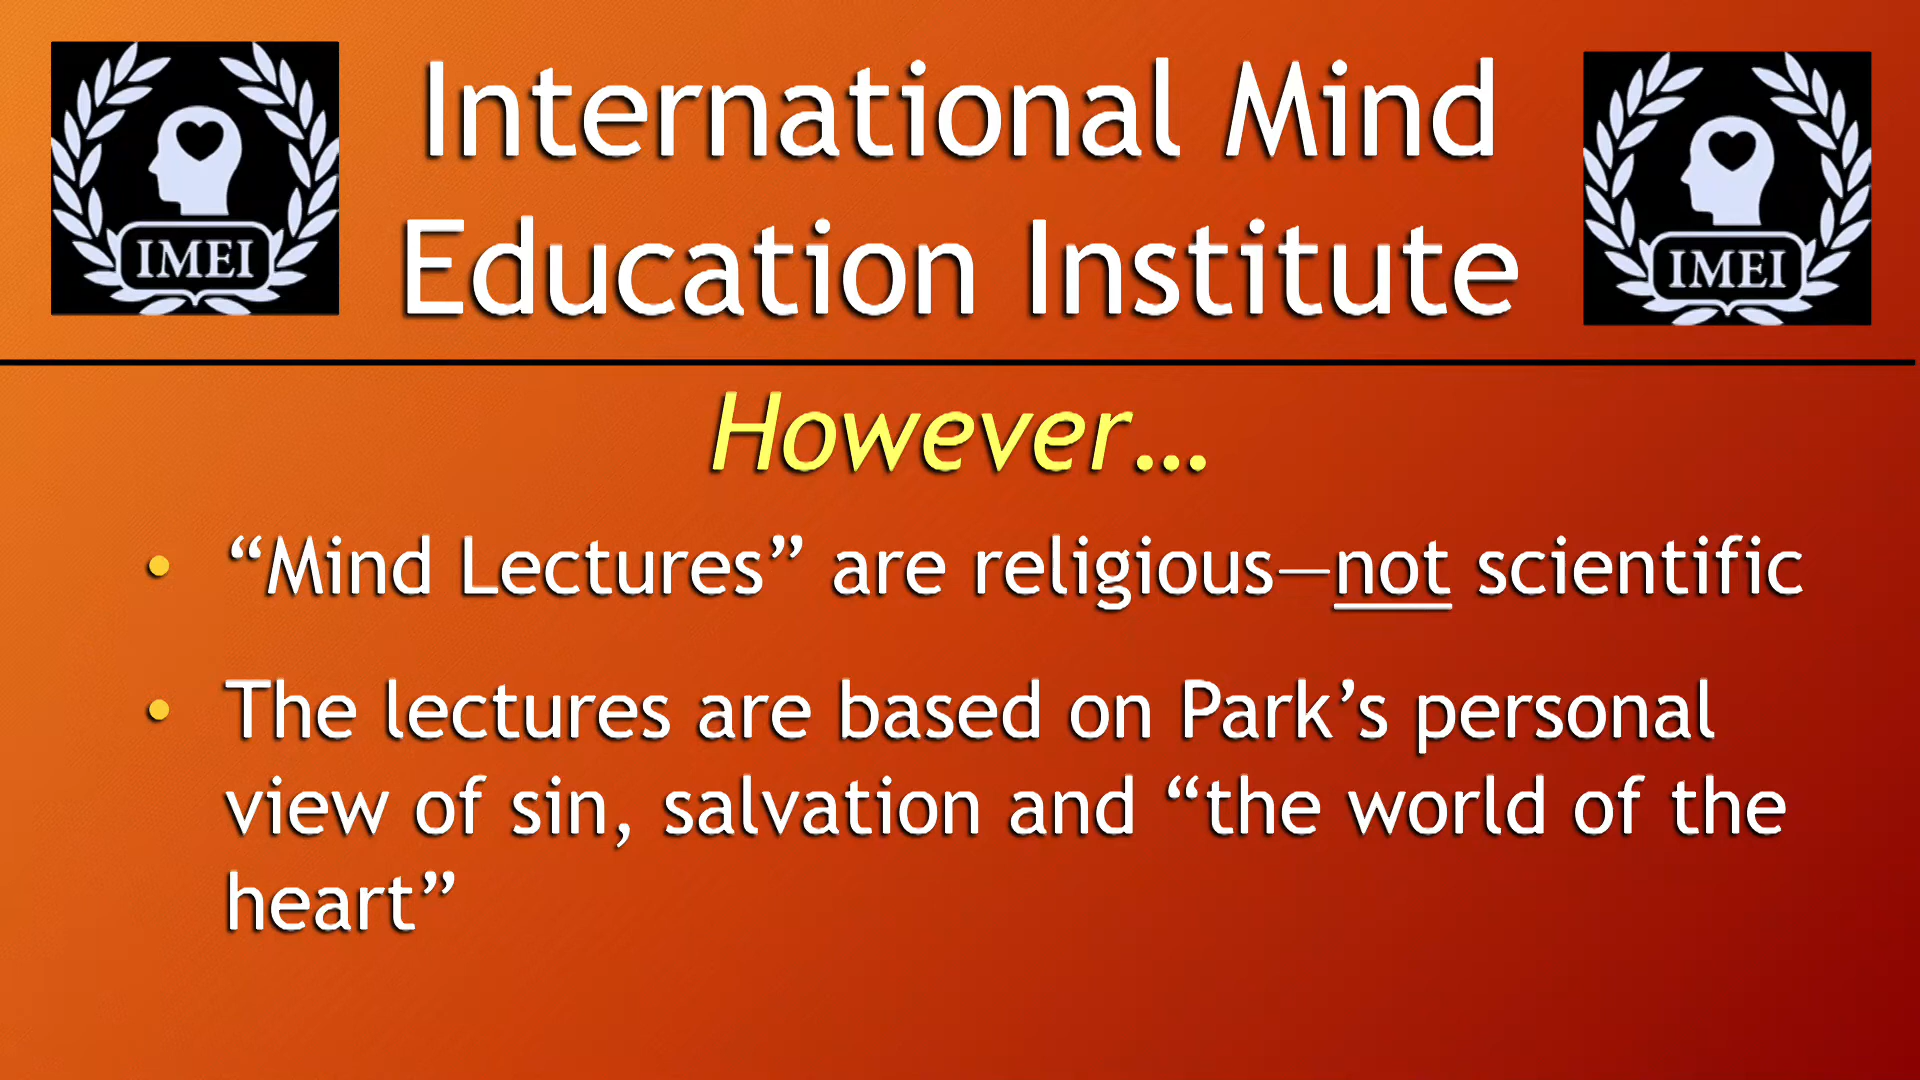 International Mind
Education Institute
IMEI
IMEI
However…
• “Mind Lectures” are religious—not scientific
• The lectures are based on Park’s personal
view of sin, salvation and “the world of the
heart”